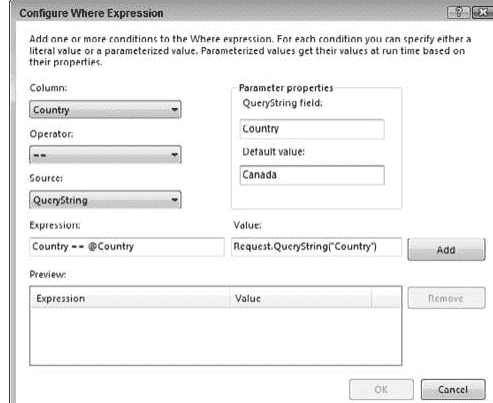 Configure Where Expression
Add one or more conditions to the Where expression. For each condition you can specify either a
literal value or a parameterized value. Parameterized values get their values at run time based on
their properties.
Column:
Country
Operator:
==
Source:
QueryString
Parameter properties
QueryString field:
Country
Default value:
Canada
Expression:
Country == @Country
Value:
Request.QueryString("Country")
Add
Preview:
Expression Value
Remove
OK Cancel